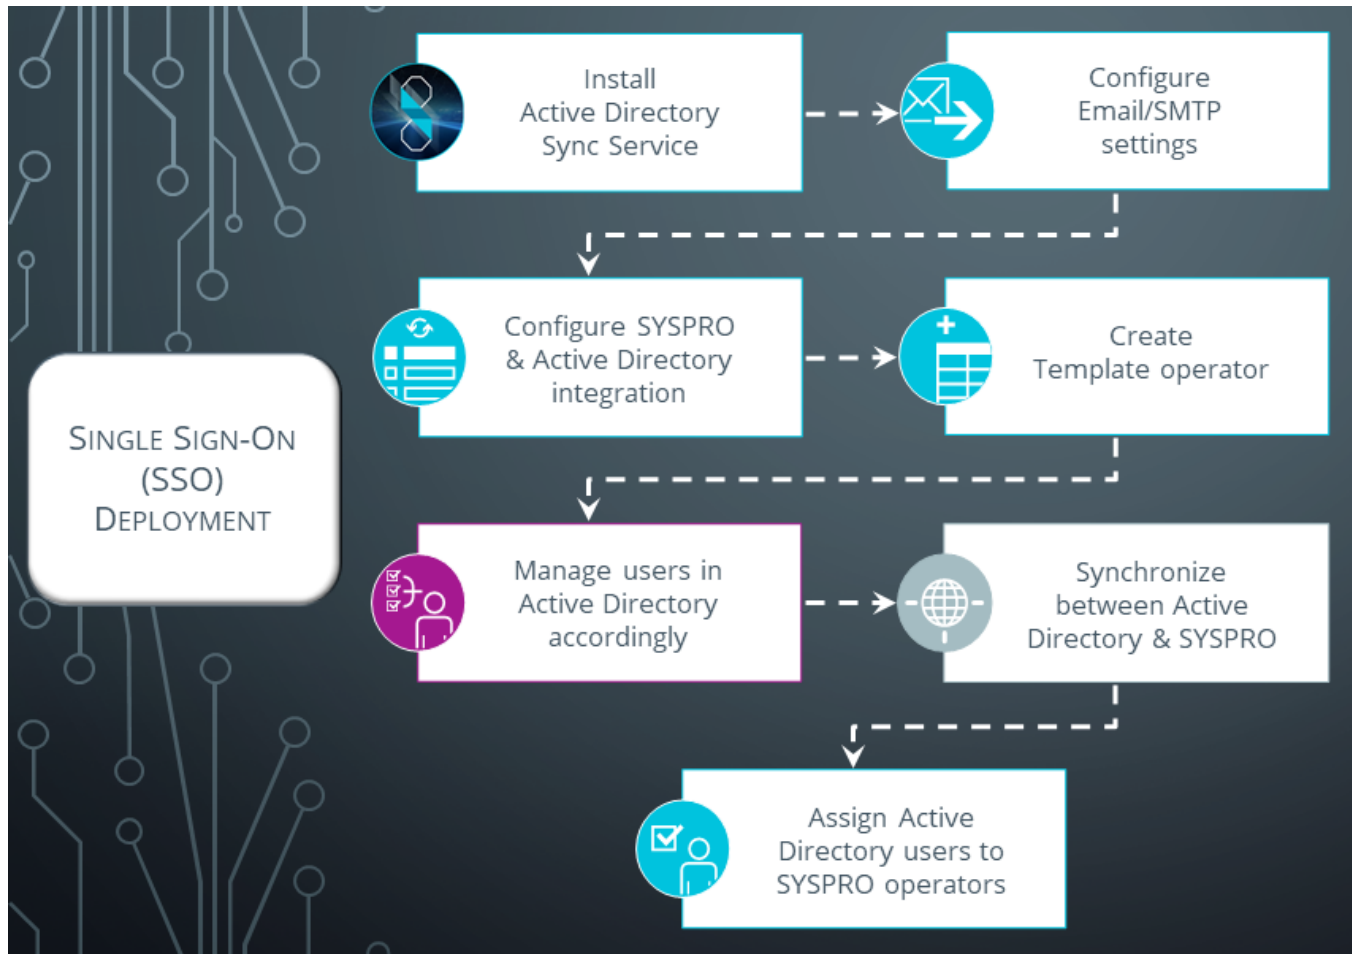 Install
Active Directory
Sync Service
Configure
Email/SMTP
settings
Configure SYSPRO
& Active Directory
integration
Create
Template operator
SINGLE SIGN-ON
(SSO)
DEPLOYMENT
Manage users in
Active Directory
accordingly
Synchronize
between Active
Directory & SYSPRO
Assign Active
Directory users to
SYSPRO operators